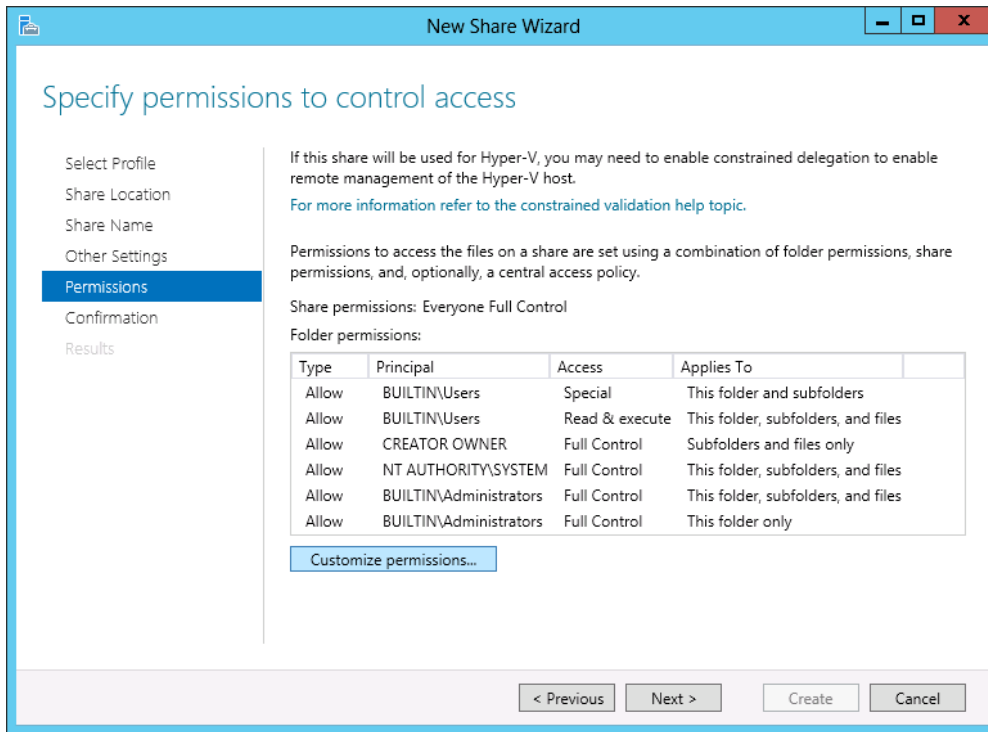 New Share Wizard
Specify permissions to control access
Select Profile
Share Location
Share Name
Other Settings
Permissions
Confirmation
Results
If this share will be used for Hyper-V, you may need to enable constrained delegation to enable
remote management of the Hyper-V host.
For more information refer to the constrained validation help topic.
Permissions to access the files on a share are set using a combination of folder permissions, share
permissions, and, optionally, a central access policy.
Share permissions: Everyone Full Control
Folder permissions:
Type Principal Access Applies To
Allow BUILTIN\Users Special This folder and subfolders
Allow BUILTIN\Users Read & execute This folder, subfolders, and files
Allow CREATOR OWNER Full Control Subfolders and files only
Allow NT AUTHORITY\SYSTEM Full Control This folder, subfolders, and files
Allow BUILTIN\Administrators Full Control This folder, subfolders, and files
Allow BUILTIN\Administrators Full Control This folder only
Customize permissions...
< Previous Next > Create Cancel